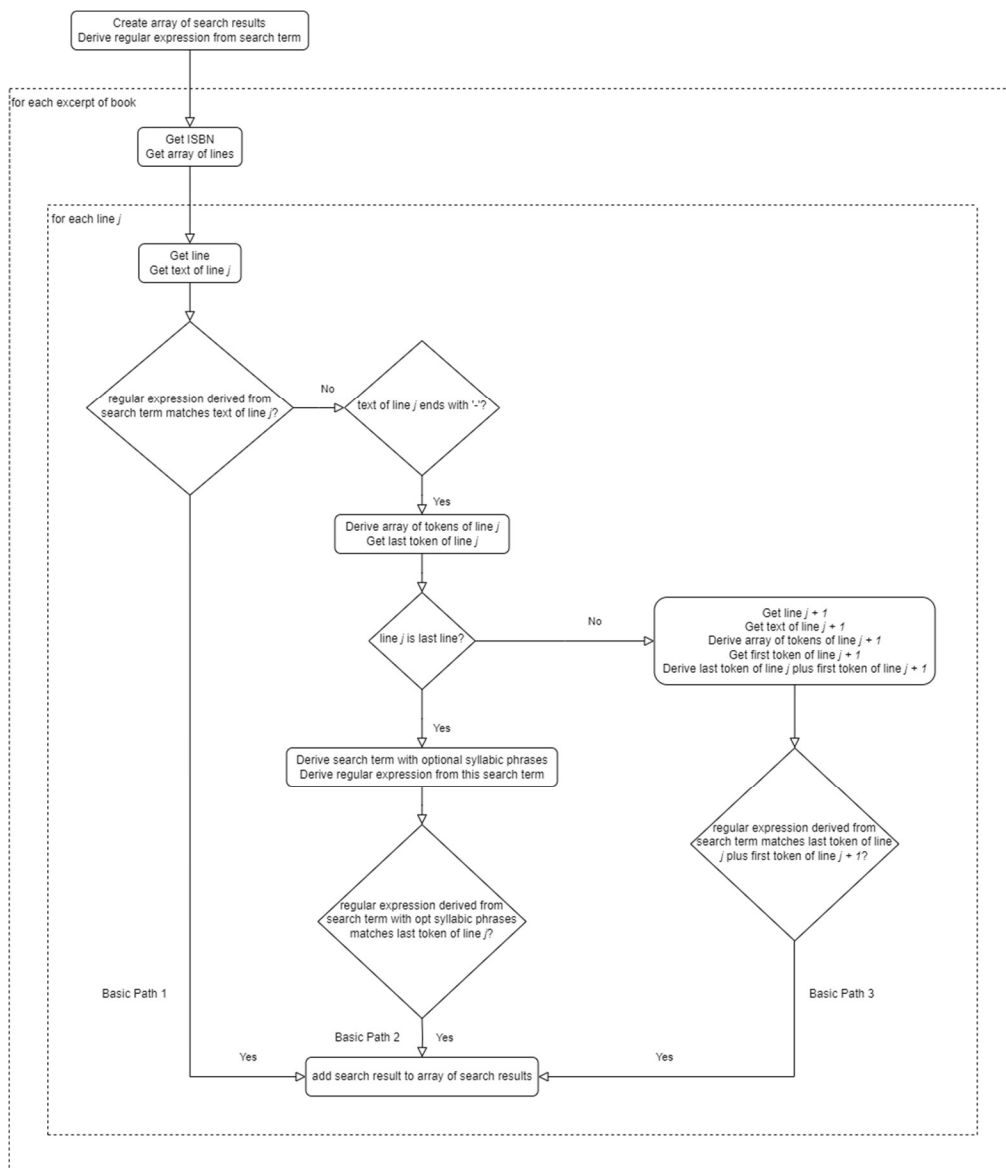 Create array of search results
Derive regular expression from search term
for each excerpt of book
Get ISBN
Get array of lines
for each line j
Get line
Get text of line j
regular expression derived from
search term matches text of line j?
No
text of line j ends with '-'?
Yes
Derive array of tokens of line j
Get last token of line j
line j is last line?
No
Get line j + 1
Get text of line j + 1
Derive array of tokens of line j + 1
Get first token of line j + 1
Derive last token of line j plus first token of line j + 1
Yes
Derive search term with optional syllabic phrases
Derive regular expression from this search term
regular expression derived from
search term matches last token of line
j plus first token of line j + 1?
regular expression derived from
search term with opt syllabic phrases
matches last token of line j?
Basic Path 1
Basic Path 3
Basic Path 2
Yes
Yes
Yes
add search result to array of search results